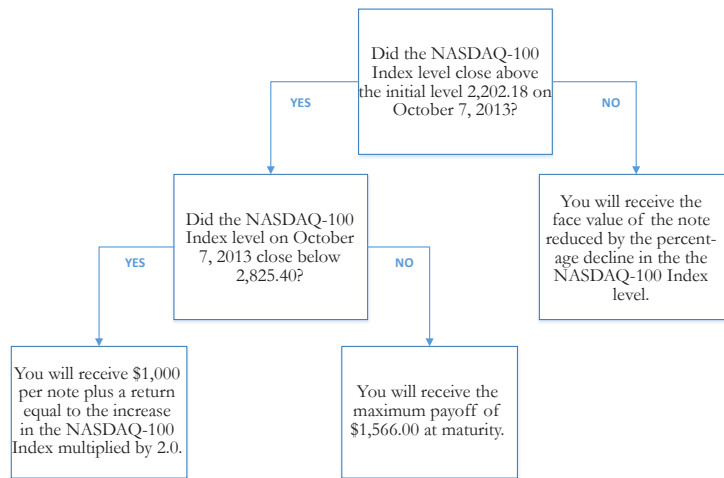 Did the NASDAQ-100
Index level close above
the initial level 2,202.18 on
October 7, 2013?
YES
NO
Did the NASDAQ-100
Index level on October
7, 2013 close below
2,825.40?
You will receive the
face value of the note
reduced by the percent-
age decline in the the
NASDAQ-100 Index
level.
YES
NO
You will receive $1,000
per note plus a return
equal to the increase
in the NASDAQ-100
Index multiplied by 2.0.
You will receive the
maximum payoff of
$1,566.00 at maturity.